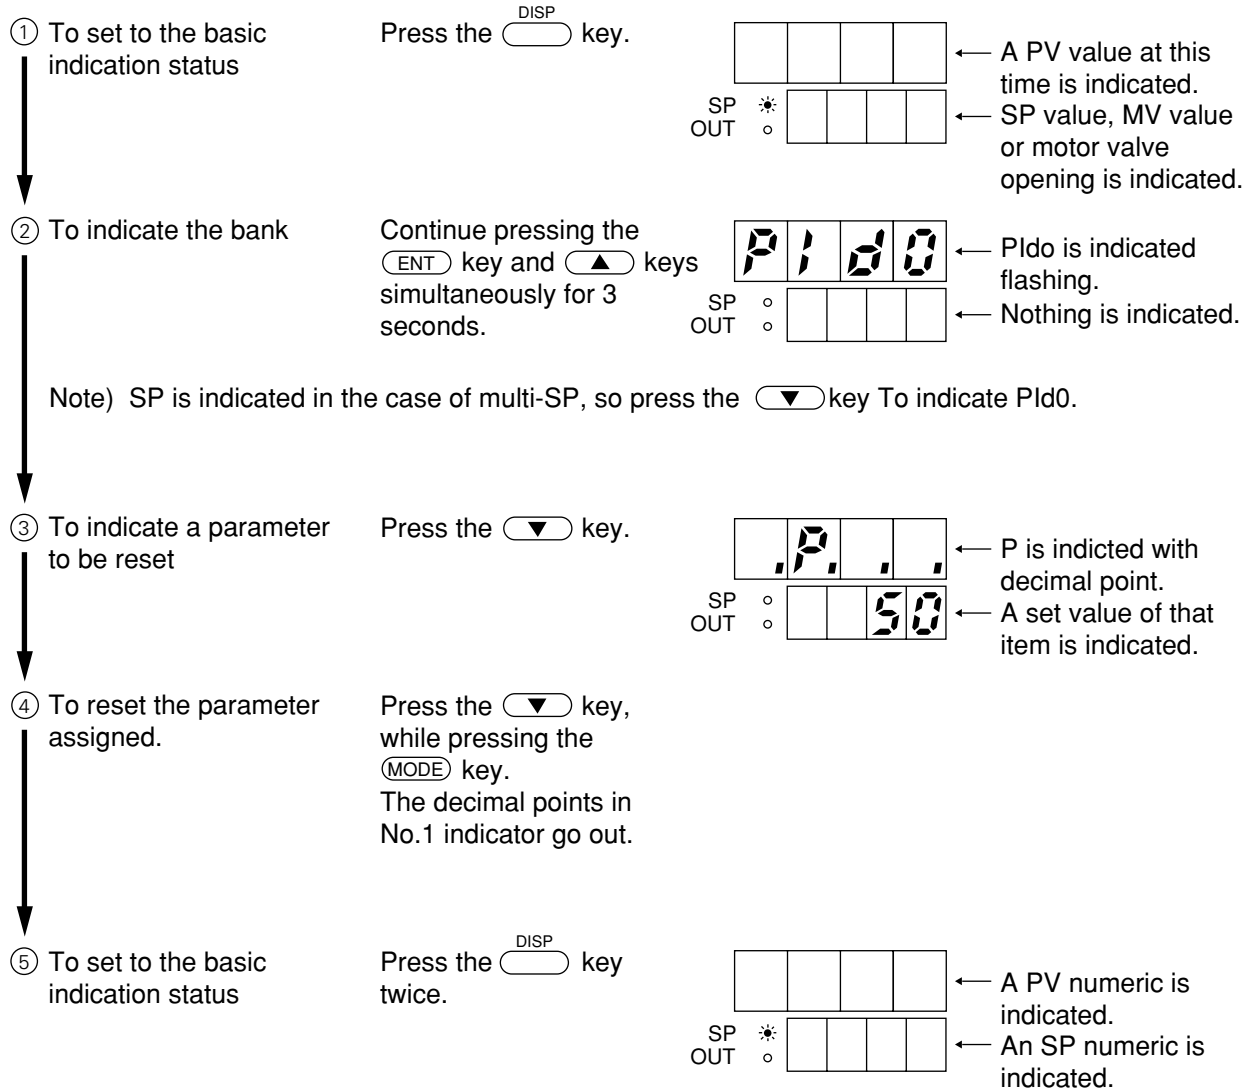 ① To set to the basic
indication status
DISP
Press the key.
A PV value at this
time is indicated.
SP
OUT
SP value, MV value
or motor valve
opening is indicated.
② To indicate the bank
Continue pressing the
ENT key and ▲ keys
simultaneously for 3
seconds.
PId0
PIdo is indicated
flashing.
SP
OUT
Nothing is indicated.
Note) SP is indicated in the case of multi-SP, so press the ▼ key To indicate PId0.
③ To indicate a parameter
to be reset
Press the ▼ key.
.P. . .
P is indicted with
decimal point.
SP
OUT
50
A set value of that
item is indicated.
④ To reset the parameter
assigned.
Press the ▼ key,
while pressing the
MODE key.
The decimal points in
No.1 indicator go out.
⑤ To set to the basic
indication status
DISP
Press the key
twice.
A PV numeric is
indicated.
SP
OUT
An SP numeric is
indicated.